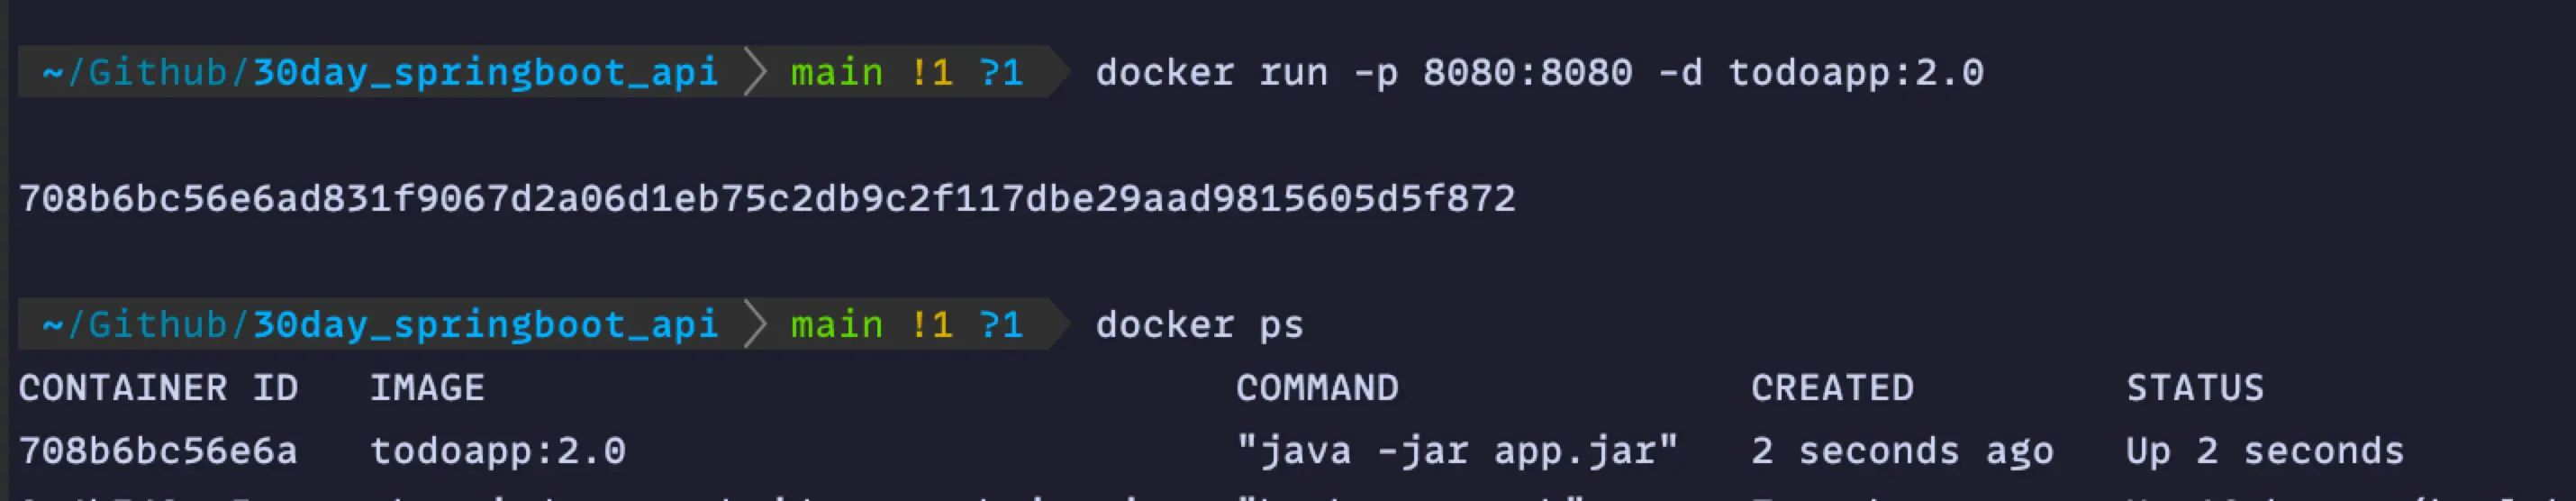 ~/Github/30day_springboot_api main !1 ?1 docker run -p 8080:8080 -d todoapp:2.0
708b6bc56e6ad831f9067d2a06d1eb75c2db9c2f117dbe29aad9815605d5f872
~/Github/30day_springboot_api main !1 ?1 docker ps
CONTAINER ID IMAGE COMMAND CREATED STATUS
708b6bc56e6a todoapp:2.0 "java -jar app.jar" 2 seconds ago Up 2 seconds